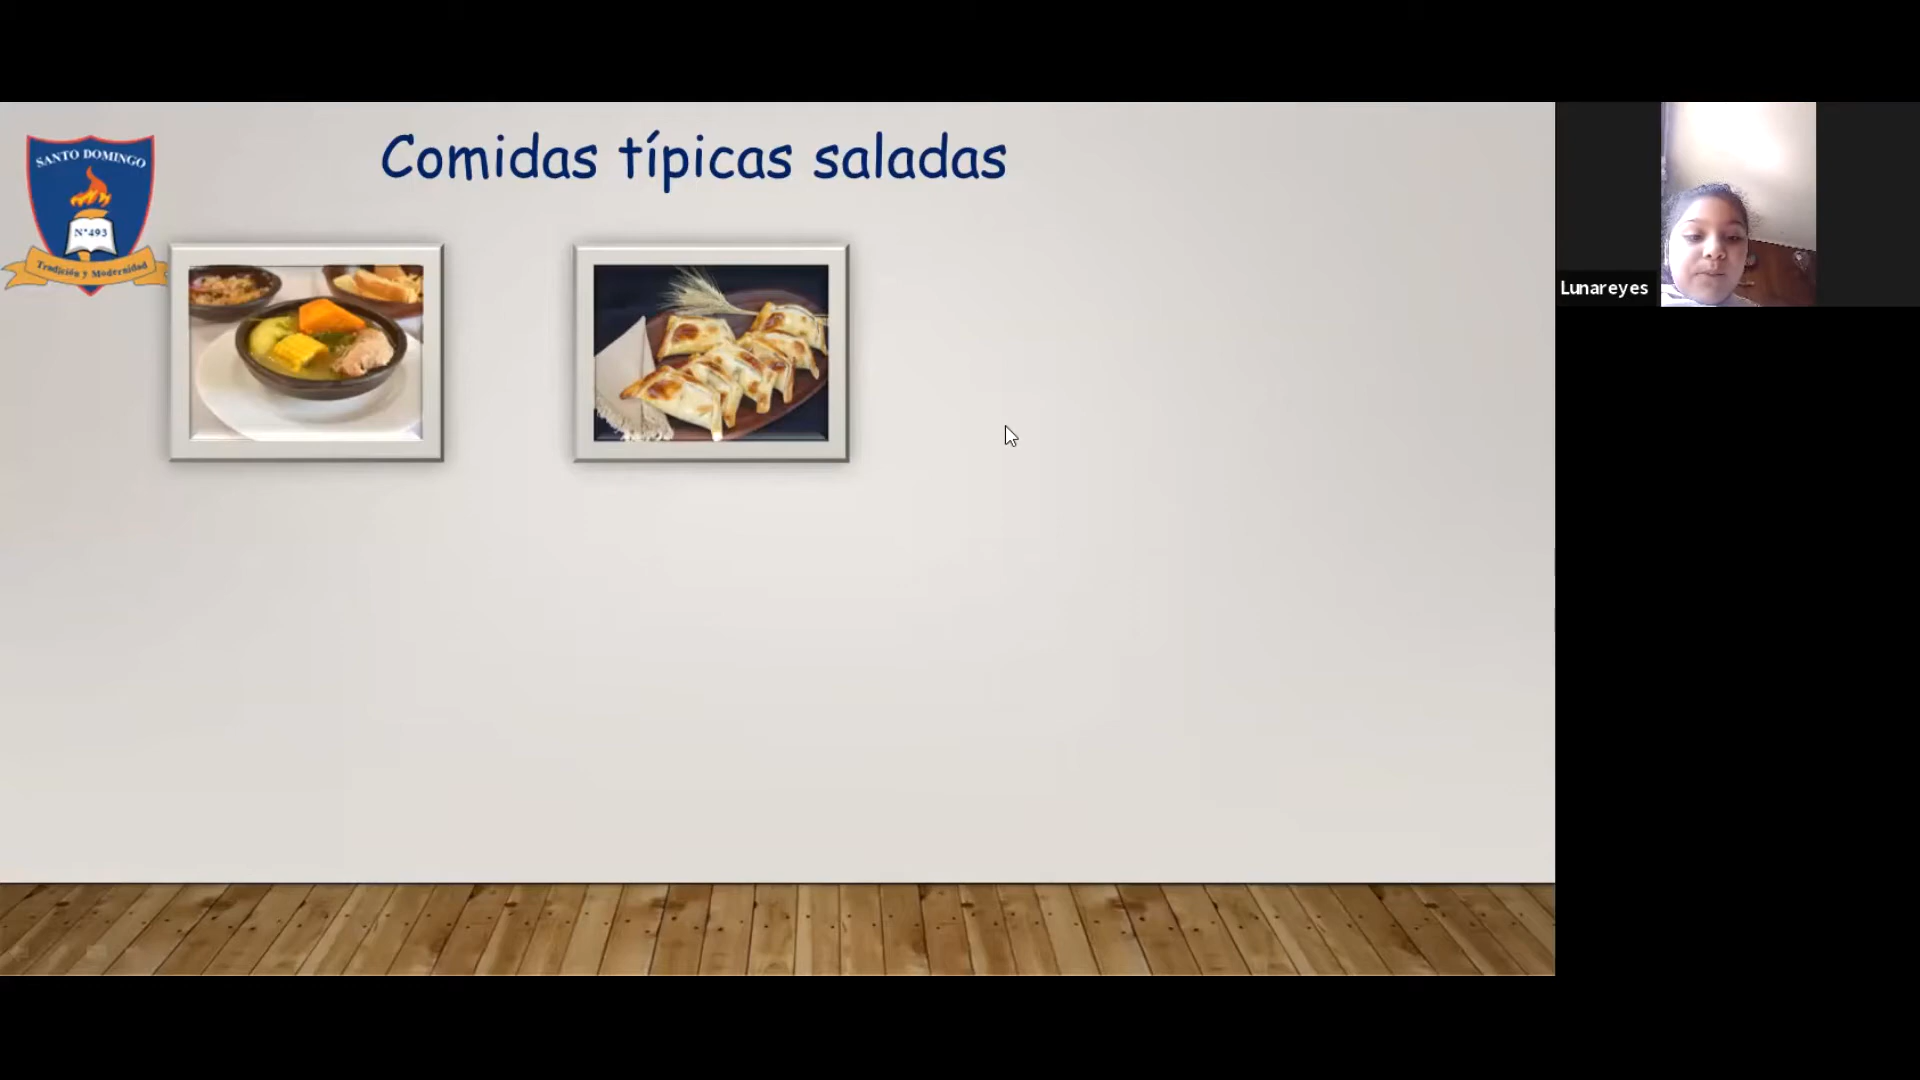 Comidas típicas saladas
SANTO DOMINGO
N°493
Tradición y Modernidad
Lunareyes